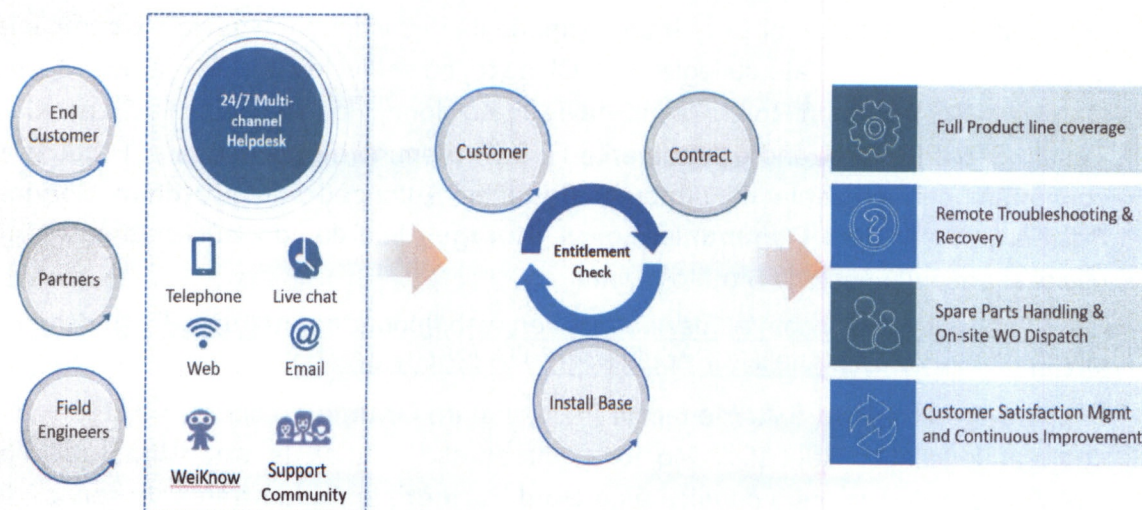 End
Customer
Partners
Field
Engineers
24/7 Multi-
channel
Helpdesk
Telephone
Live chat
Web
Email
WeiKnow
Support
Community
Customer
Contract
Entitlement
Check
Install Base
Full Product line coverage
Remote Troubleshooting &
Recovery
Spare Parts Handling &
On-site WO Dispatch
Customer Satisfaction Mgmt
and Continuous Improvement